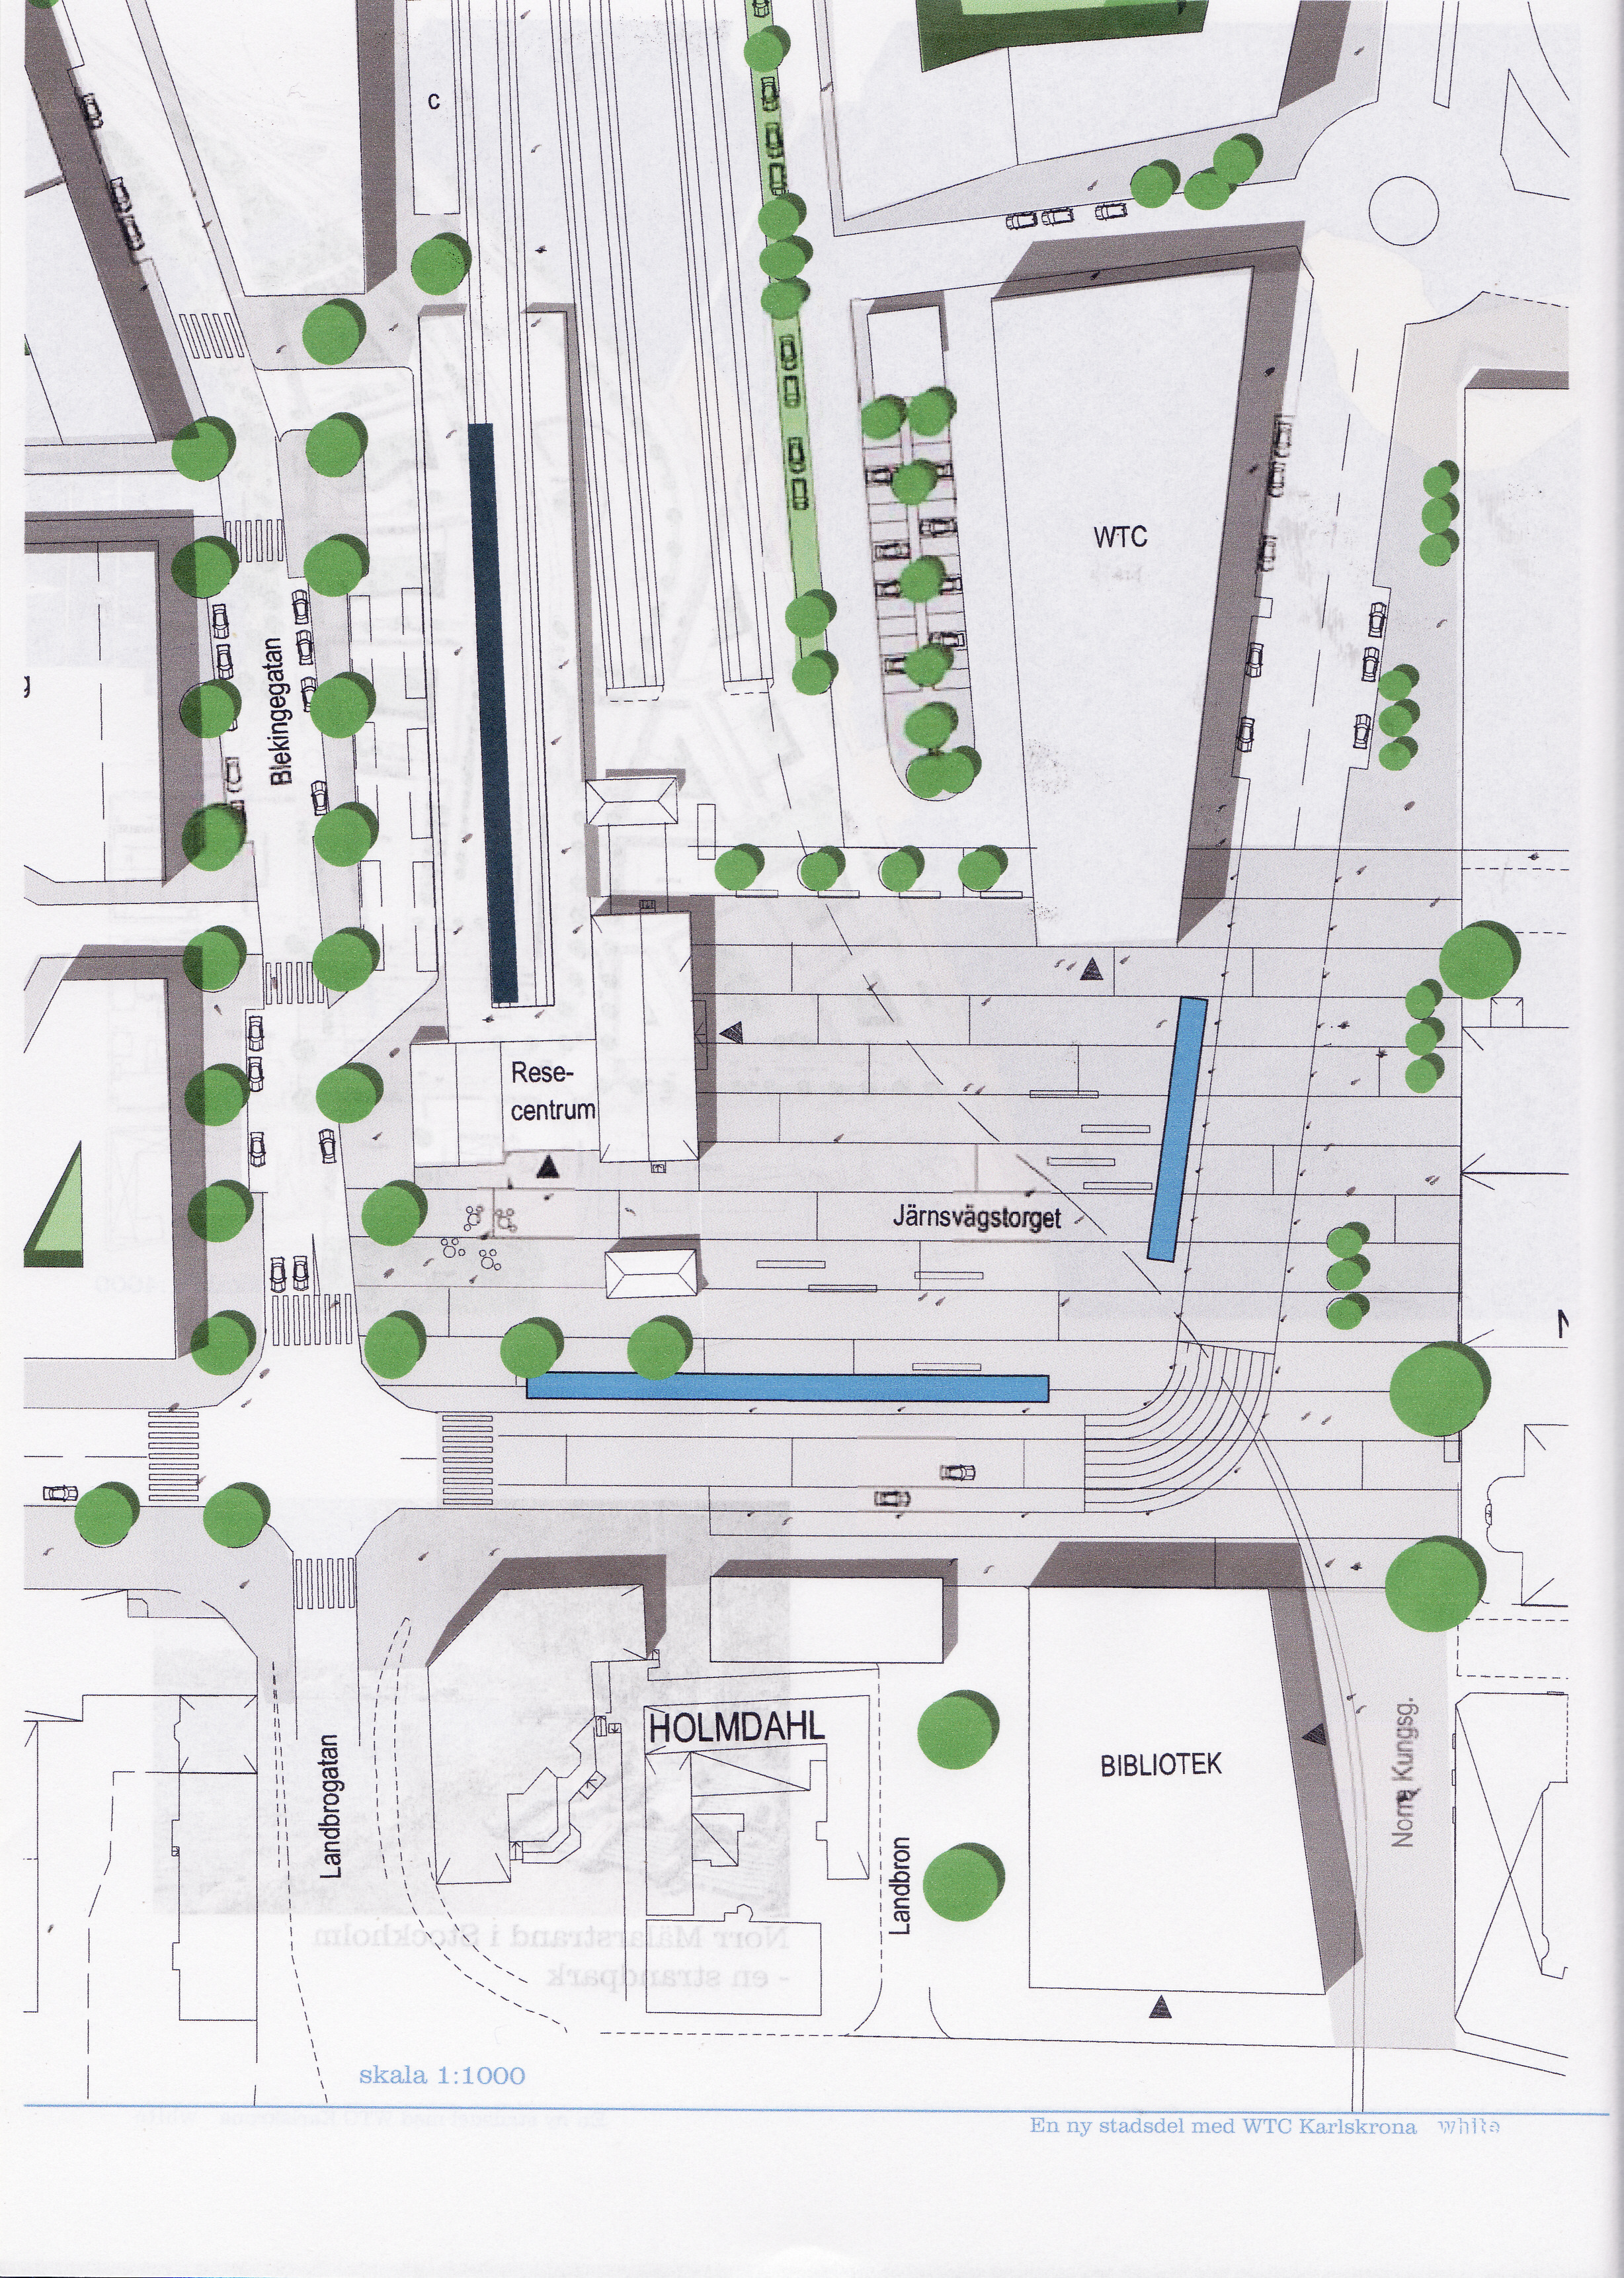 c
WTC
Blekingegatan
Rese-
centrum
Järnsvägstorget
HOLMDAHL
BIBLIOTEK
Norra Kungsg.
Landbrogatan
Landbron
Norr Mälarstrand i Stockholm
- en strandpark
skala 1:1000
En ny stadsdel med WTC Karlskrona white